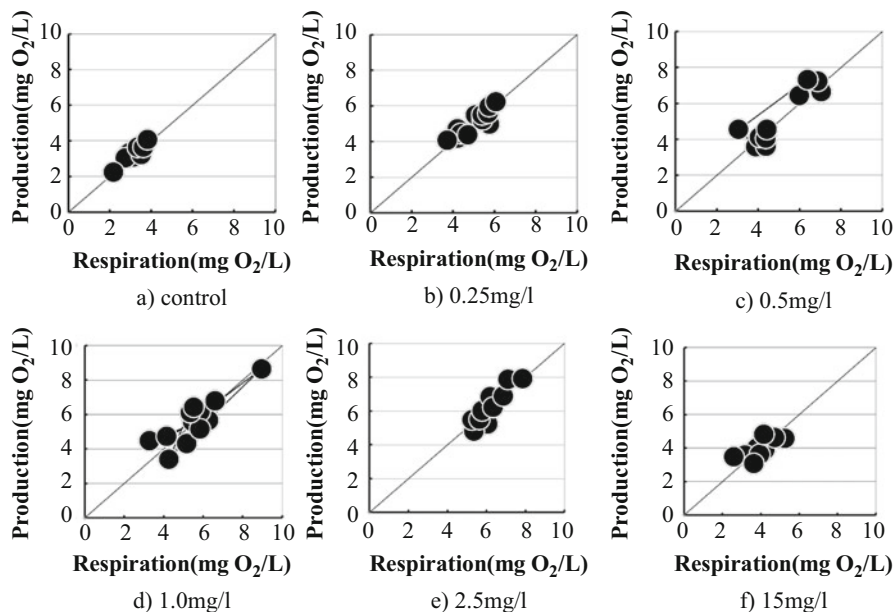 Production(mg O₂/L)
10
8
6
4
2
0
0 2 4 6 8 10
Respiration(mg O₂/L)
a) control
Production(mg O₂/L)
10
8
6
4
2
0
0 2 4 6 8 10
Respiration(mg O₂/L)
b) 0.25mg/l
Production(mg O₂/L)
10
8
6
4
2
0
0 2 4 6 8 10
Respiration(mg O₂/L)
c) 0.5mg/l
Production(mg O₂/L)
10
8
6
4
2
0
0 2 4 6 8 10
Respiration(mg O₂/L)
d) 1.0mg/l
Production(mg O₂/L)
10
8
6
4
2
0
0 2 4 6 8 10
Respiration(mg O₂/L)
e) 2.5mg/l
Production(mg O₂/L)
10
8
6
4
2
0
0 2 4 6 8 10
Respiration(mg O₂/L)
f) 15mg/l